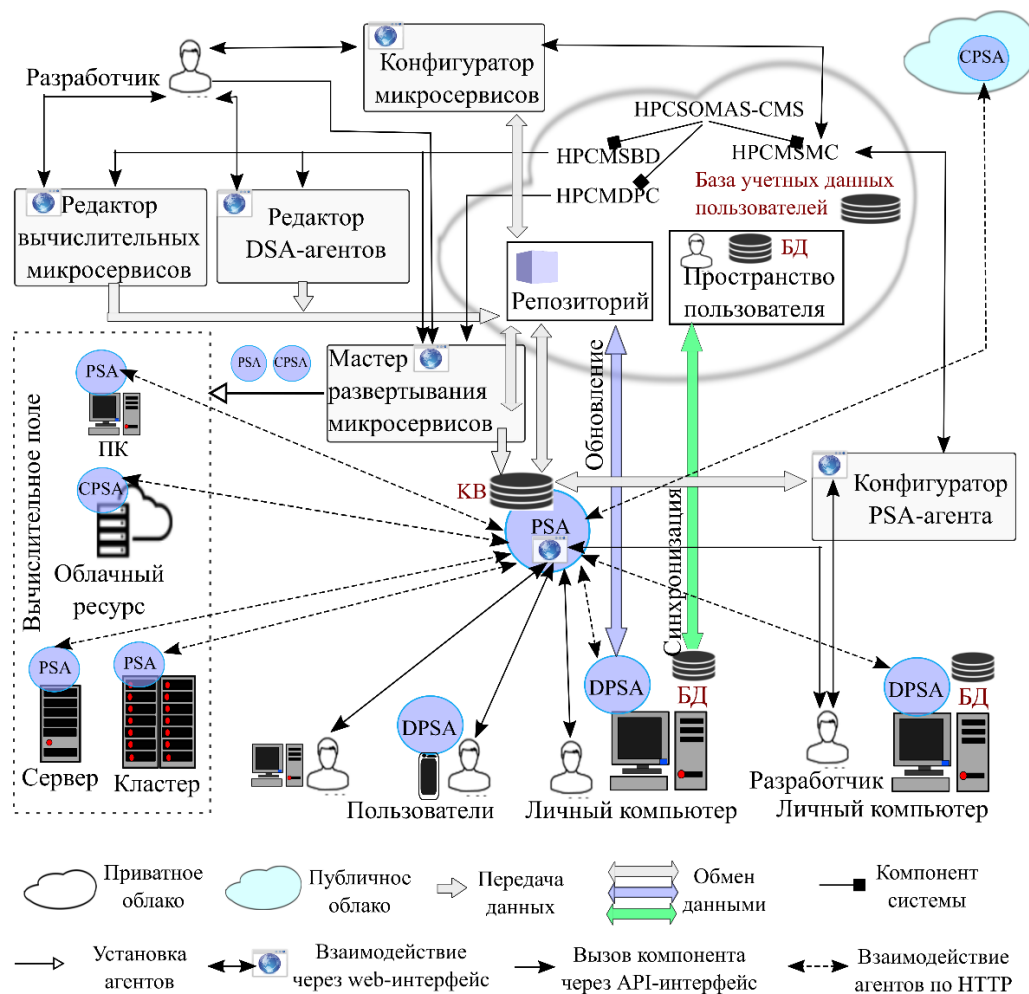 Разработчик
Конфигуратор
микросервисов
CPSA
HPCSOMAS-CMS
HPCMSBD
HPCMSMC
HPCMDPC
База учетных данных
пользователей
Редактор
вычислительных
микросервисов
Редактор
DSA-агентов
Репозиторий
БД
Пространство
пользователя
PSA
CPSA
Мастер
развертывания
микросервисов
Обновление
Синхронизация
Вычислительное поле
PSA
ПК
CPSA
Облачный
ресурс
PSA
Сервер
PSA
Кластер
KB
PSA
Конфигуратор
PSA-агента
DPSA
Пользователи
DPSA
БД
Личный компьютер
DPSA
БД
Разработчик
Личный компьютер
Приватное
облако
Публичное
облако
Передача
данных
Обмен
данными
Компонент
системы
Установка
агентов
Взаимодействие
через web-интерфейс
Вызов компонента
через API-интерфейс
Взаимодействие
агентов по HTTP